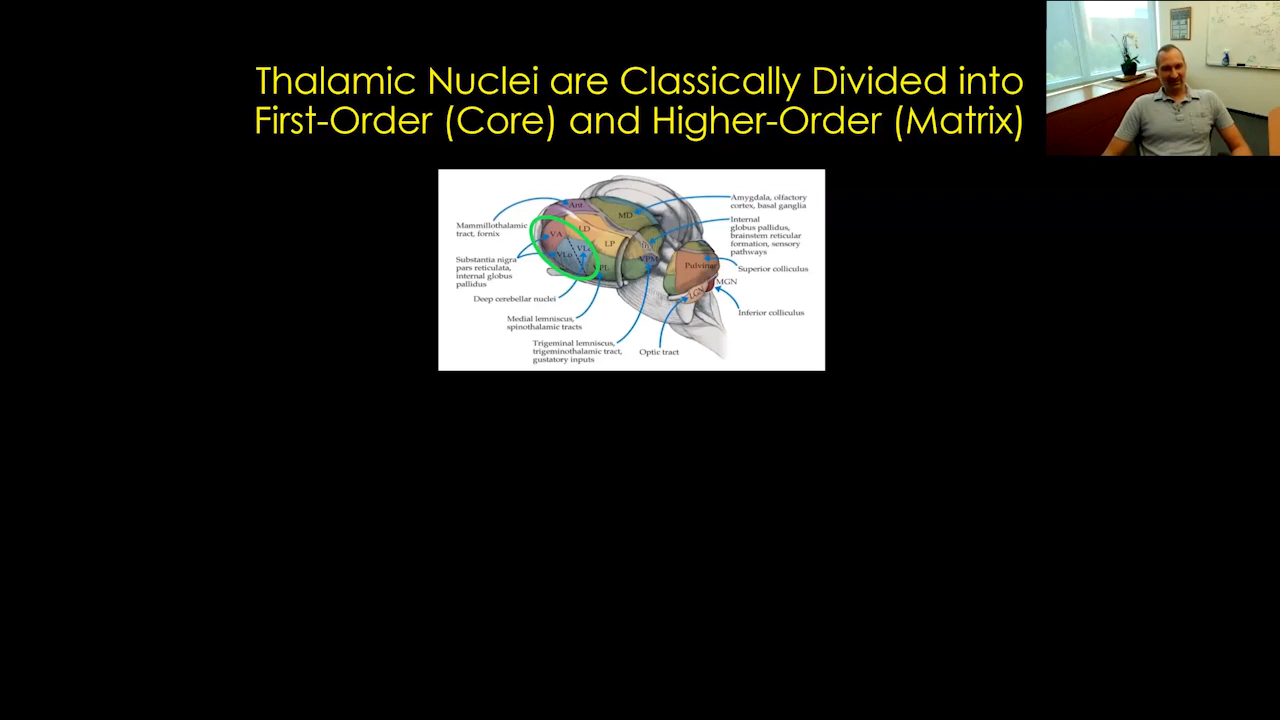 Thalamic Nuclei are Classically Divided into
First-Order (Core) and Higher-Order (Matrix)
Ant
MD
Amygdala, olfactory
cortex, basal ganglia
Mammillothalamic
tract, fornix
VA
LD
Internal
globus pallidus,
brainstem reticular
formation, sensory
pathways
LP
VLo
VPM
Substantia nigra
pars reticulata,
internal globus
pallidus
VPL
Pulvinar
Superior colliculus
MGN
LGN
Deep cerebellar nuclei
Inferior colliculus
Medial lemniscus,
spinothalamic tracts
Trigeminal lemniscus,
trigeminothalamic tract,
gustatory inputs
Optic tract